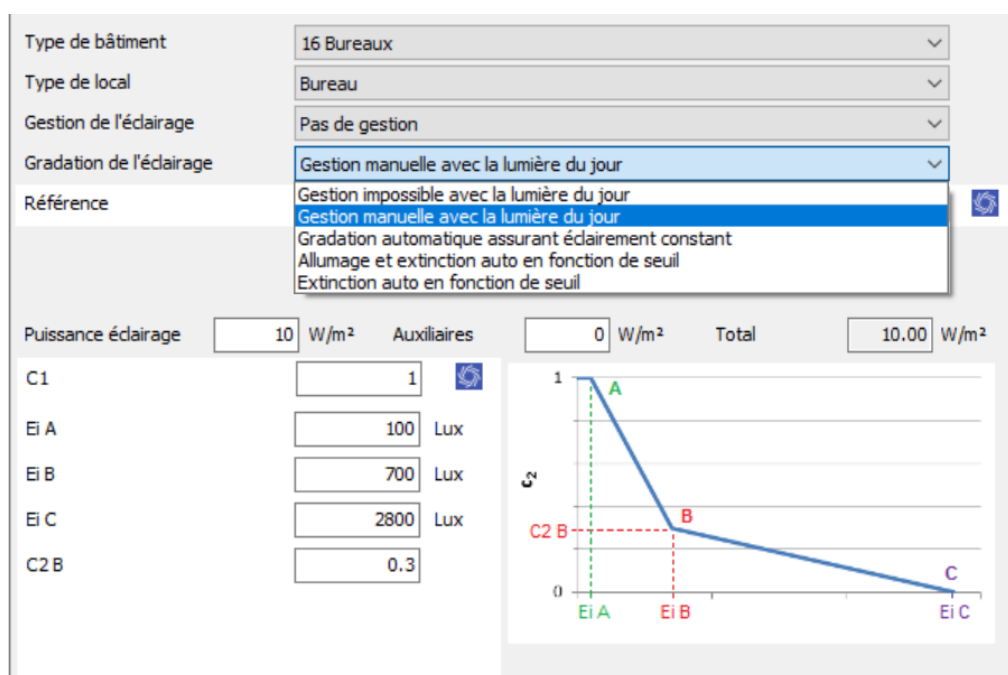 Type de bâtiment 16 Bureaux
Type de local Bureau
Gestion de l'éclairage Pas de gestion
Gradation de l'éclairage Gestion manuelle avec la lumière du jour
Référence
Gestion impossible avec la lumière du jour
Gestion manuelle avec la lumière du jour
Gradation automatique assurant éclairement constant
Allumage et extinction auto en fonction de seuil
Extinction auto en fonction de seuil
Puissance éclairage 10 W/m² Auxiliaires 0 W/m² Total 10.00 W/m²
C1 1
Ei A 100 Lux
Ei B 700 Lux
Ei C 2800 Lux
C2 B 0.3
1
A
c₂
B
C2 B
C
0
Ei A Ei B Ei C